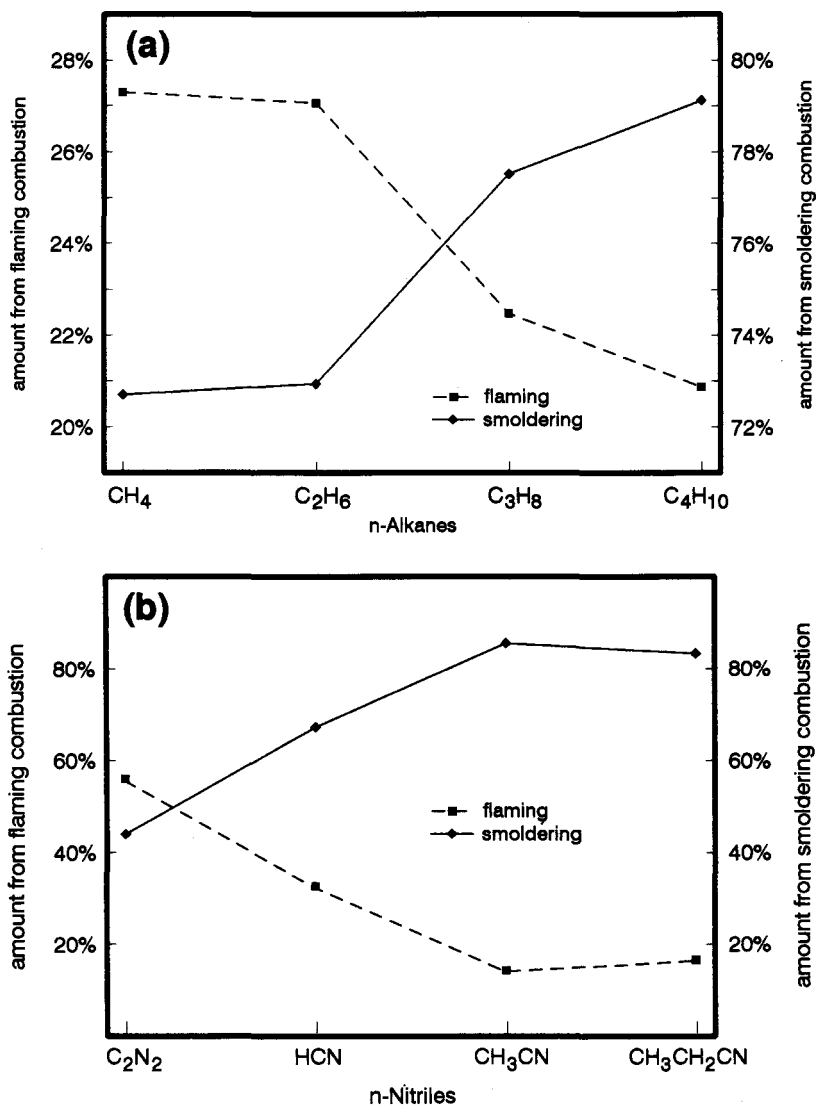 (a)
28%
26%
24%
22%
20%
amount from flaming combustion
80%
78%
76%
74%
72%
amount from smoldering combustion
flaming
smoldering
CH₄ C₂H₆ C₃H₈ C₄H₁₀
n-Alkanes
(b)
80%
60%
40%
20%
amount from flaming combustion
80%
60%
40%
20%
amount from smoldering combustion
flaming
smoldering
C₂N₂ HCN CH₃CN CH₃CH₂CN
n-Nitriles